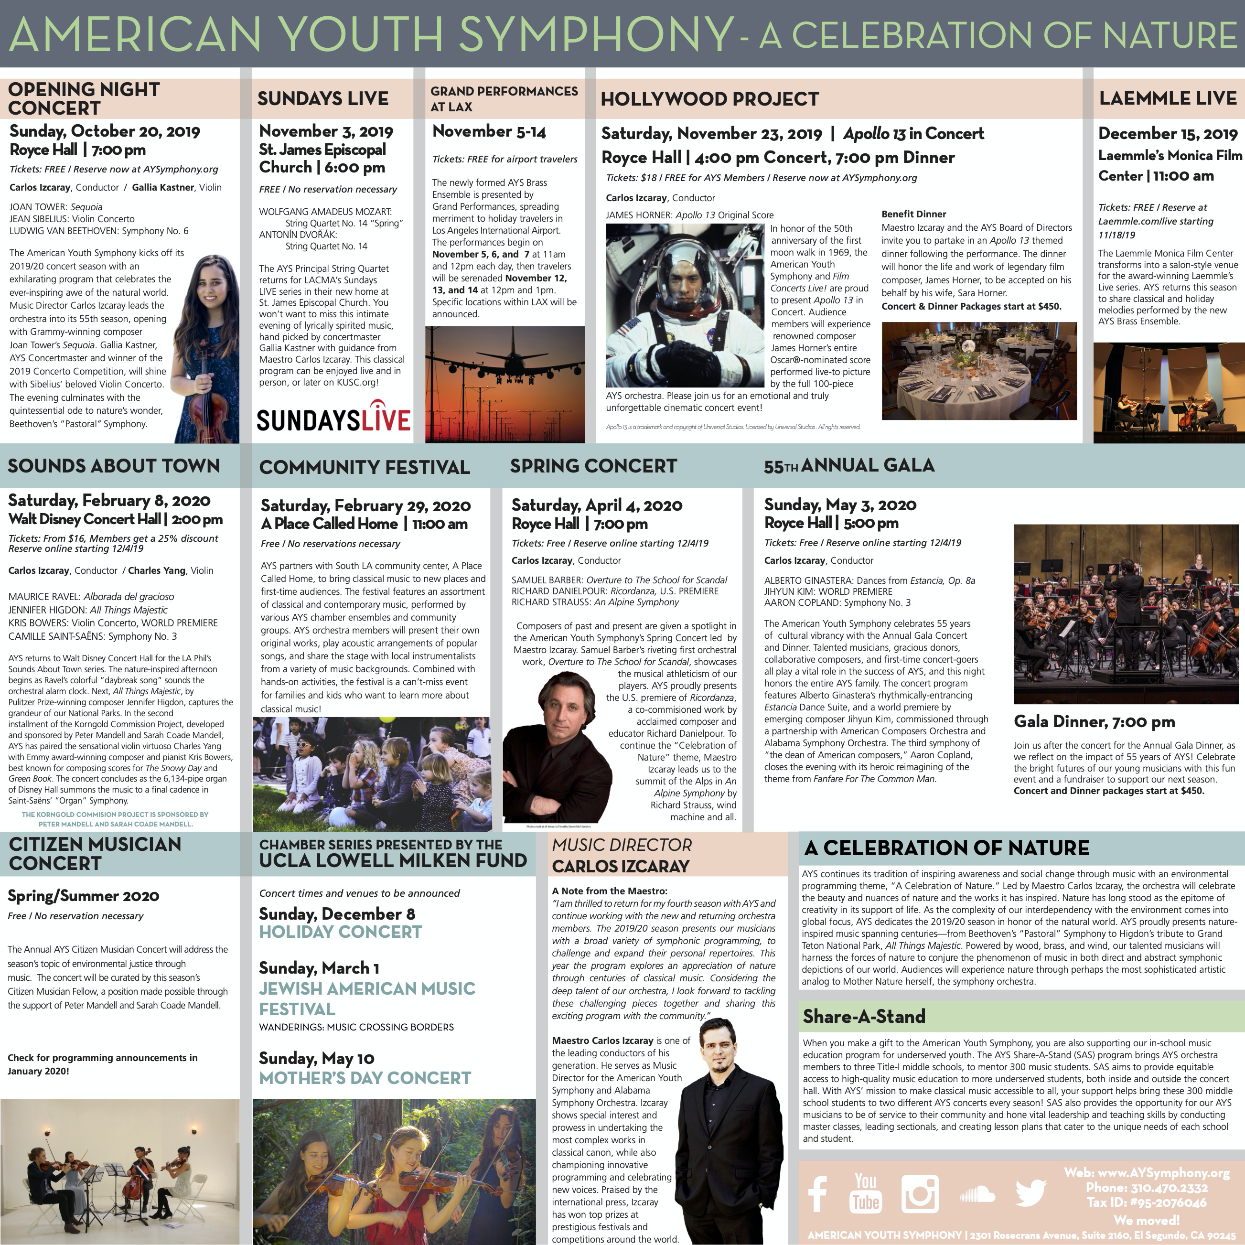 AMERICAN YOUTH SYMPHONY - A CELEBRATION OF NATURE
OPENING NIGHT
CONCERT
Sunday, October 20, 2019
Royce Hall | 7:00 pm
Tickets: FREE / Reserve now at AYSymphony.org
Carlos Izcaray, Conductor / Gallia Kastner, Violin
JOAN TOWER: Sequoia
JEAN SIBELIUS: Violin Concerto
LUDWIG VAN BEETHOVEN: Symphony No. 6
The American Youth Symphony kicks off its
2019/20 concert season with an
exhilarating program that celebrates the
ever-inspiring awe of the natural world.
Music Director Carlos Izcaray leads the
orchestra into its 55th season, opening
with Grammy-winning composer
Joan Tower's Sequoia. Gallia Kastner,
AYS Concertmaster and winner of the
2019 Concerto Competition, will shine
with Sibelius' beloved Violin Concerto.
The evening culminates with the
quintessential ode to nature's wonder,
Beethoven's "Pastoral" Symphony.
SUNDAYS LIVE
November 3, 2019
St. James Episcopal
Church | 6:00 pm
FREE / No reservation necessary
WOLFGANG AMADEUS MOZART:
String Quartet No. 14 "Spring"
ANTONÍN DVOŘÁK:
String Quartet No. 14
The AYS Principal String Quartet
returns for LACMA's Sundays
LIVE series in their new home at
St. James Episcopal Church. You
won't want to miss this intimate
evening of lyrically spirited music,
hand picked by concertmaster
Gallia Kastner with guidance from
Maestro Carlos Izcaray. This classical
program can be enjoyed live and in
person, or later on KUSC.org!
SUNDAYSLIVE
GRAND PERFORMANCES
AT LAX
November 5-14
Tickets: FREE for airport travelers
The newly formed AYS Brass
Ensemble is presented by
Grand Performances, spreading
merriment to holiday travelers in
Los Angeles International Airport.
The performances begin on
November 5, 6, and 7 at 11am
and 12pm each day, then travelers
will be serenaded November 12,
13, and 14 at 12pm and 1pm.
Specific locations within LAX will be
announced.
HOLLYWOOD PROJECT
Saturday, November 23, 2019 | Apollo 13 in Concert
Royce Hall | 4:00 pm Concert, 7:00 pm Dinner
Tickets: $18 / FREE for AYS Members / Reserve now at AYSymphony.org
Carlos Izcaray, Conductor
JAMES HORNER: Apollo 13 Original Score
In honor of the 50th
anniversary of the first
moon walk in 1969, the
American Youth
Symphony and Film
Concerts Live! are proud
to present Apollo 13 in
Concert. Audience
members will experience
renowned composer
James Horner's entire
Oscar®-nominated score
performed live-to picture
by the full 100-piece
AYS orchestra. Please join us for an emotional and truly
unforgettable cinematic concert event!
Apollo 13 is a trademark and copyright of Universal Studios. Licensed by Universal Studios. All rights reserved.
Benefit Dinner
Maestro Izcaray and the AYS Board of Directors
invite you to partake in an Apollo 13 themed
dinner following the performance. The dinner
will honor the life and work of legendary film
composer, James Horner, to be accepted on his
behalf by his wife, Sara Horner.
Concert & Dinner Packages start at $450.
LAEMMLE LIVE
December 15, 2019
Laemmle's Monica Film
Center | 11:00 am
Tickets: FREE / Reserve at
Laemmle.com/live starting
11/18/19
The Laemmle Monica Film Center
transforms into a salon-style venue
for the award-winning Laemmle's
Live series. AYS returns this season
to share classical and holiday
melodies performed by the new
AYS Brass Ensemble.
SOUNDS ABOUT TOWN
Saturday, February 8, 2020
Walt Disney Concert Hall | 2:00 pm
Tickets: From $16, Members get a 25% discount
Reserve online starting 12/4/19
Carlos Izcaray, Conductor / Charles Yang, Violin
MAURICE RAVEL: Alborada del gracioso
JENNIFER HIGDON: All Things Majestic
KRIS BOWERS: Violin Concerto, WORLD PREMIERE
CAMILLE SAINT-SAËNS: Symphony No. 3
AYS returns to Walt Disney Concert Hall for the LA Phil's
Sounds About Town series. The nature-inspired afternoon
begins as Ravel's colorful "daybreak song" sounds the
orchestral alarm clock. Next, All Things Majestic, by
Pulitzer Prize-winning composer Jennifer Higdon, captures the
grandeur of our National Parks. In the second
installment of the Korngold Commission Project, developed
and sponsored by Peter Mandell and Sarah Coade Mandell,
AYS has paired the sensational violin virtuoso Charles Yang
with Emmy award-winning composer and pianist Kris Bowers,
best known for composing scores for The Snowy Day and
Green Book. The concert concludes as the 6,134-pipe organ
of Disney Hall summons the music to a final cadence in
Saint-Saëns' "Organ" Symphony.
THE KORNGOLD COMMISION PROJECT IS SPONSORED BY
PETER MANDELL AND SARAH COADE MANDELL.
COMMUNITY FESTIVAL
Saturday, February 29, 2020
A Place Called Home | 11:00 am
Free / No reservations necessary
AYS partners with South LA community center, A Place
Called Home, to bring classical music to new places and
first-time audiences. The festival features an assortment
of classical and contemporary music, performed by
various AYS chamber ensembles and community
groups. AYS orchestra members will present their own
original works, play acoustic arrangements of popular
songs, and share the stage with local instrumentalists
from a variety of music backgrounds. Combined with
hands-on activities, the festival is a can't-miss event
for families and kids who want to learn more about
classical music!
SPRING CONCERT
Saturday, April 4, 2020
Royce Hall | 7:00 pm
Tickets: Free / Reserve online starting 12/4/19
Carlos Izcaray, Conductor
SAMUEL BARBER: Overture to The School for Scandal
RICHARD DANIELPOUR: Ricordanza, U.S. PREMIERE
RICHARD STRAUSS: An Alpine Symphony
Composers of past and present are given a spotlight in
the American Youth Symphony's Spring Concert led by
Maestro Izcaray. Samuel Barber's riveting first orchestral
work, Overture to The School for Scandal, showcases
the musical athleticism of our
players. AYS proudly presents
the U.S. premiere of Ricordanza,
a co-comisioned work by
acclaimed composer and
educator Richard Danielpour. To
continue the "Celebration of
Nature" theme, Maestro
Izcaray leads us to the
summit of the Alps in An
Alpine Symphony by
Richard Strauss, wind
machine and all.
55TH ANNUAL GALA
Sunday, May 3, 2020
Royce Hall | 5:00 pm
Tickets: Free / Reserve online starting 12/4/19
Carlos Izcaray, Conductor
ALBERTO GINASTERA: Dances from Estancia, Op. 8a
JIHYUN KIM: WORLD PREMIERE
AARON COPLAND: Symphony No. 3
The American Youth Symphony celebrates 55 years
of cultural vibrancy with the Annual Gala Concert
and Dinner. Talented musicians, gracious donors,
collaborative composers, and first-time concert-goers
all play a vital role in the success of AYS, and this night
honors the entire AYS family. The concert program
features Alberto Ginastera's rhythmically-entrancing
Estancia Dance Suite, and a world premiere by
emerging composer Jihyun Kim, commissioned through
a partnership with American Composers Orchestra and
Alabama Symphony Orchestra. The third symphony of
"the dean of American composers," Aaron Copland,
closes the evening with its heroic reimagining of the
theme from Fanfare For The Common Man.
Gala Dinner, 7:00 pm
Join us after the concert for the Annual Gala Dinner, as
we reflect on the impact of 55 years of AYS! Celebrate
the bright futures of our young musicians with this fun
event and a fundraiser to support our next season.
Concert and Dinner packages start at $450.
CITIZEN MUSICIAN
CONCERT
Spring/Summer 2020
Free / No reservation necessary
The Annual AYS Citizen Musician Concert will address the
season's topic of environmental justice through
music. The concert will be curated by this season's
Citizen Musician Fellow, a position made possible through
the support of Peter Mandell and Sarah Coade Mandell.
Check for programming announcements in
January 2020!
CHAMBER SERIES PRESENTED BY THE
UCLA LOWELL MILKEN FUND
Concert times and venues to be announced
Sunday, December 8
HOLIDAY CONCERT
Sunday, March 1
JEWISH AMERICAN MUSIC
FESTIVAL
WANDERINGS: MUSIC CROSSING BORDERS
Sunday, May 10
MOTHER'S DAY CONCERT
MUSIC DIRECTOR
CARLOS IZCARAY
A Note from the Maestro:
"I am thrilled to return for my fourth season with AYS and
continue working with the new and returning orchestra
members. The 2019/20 season presents our musicians
with a broad variety of symphonic programming, to
challenge and expand their personal repertoires. This
year the program explores an appreciation of nature
through centuries of classical music. Considering the
deep talent of our orchestra, I look forward to tackling
these challenging pieces together and sharing this
exciting program with the community."
Maestro Carlos Izcaray is one of
the leading conductors of his
generation. He serves as Music
Director for the American Youth
Symphony and Alabama
Symphony Orchestra. Izcaray
shows special interest and
prowess in undertaking the
most complex works in
classical canon, while also
championing innovative
programming and celebrating
new voices. Praised by the
international press, Izcaray
has won top prizes at
prestigious festivals and
competitions around the world.
A CELEBRATION OF NATURE
AYS continues its tradition of inspiring awareness and social change through music with an environmental
programming theme, "A Celebration of Nature." Led by Maestro Carlos Izcaray, the orchestra will celebrate
the beauty and nuances of nature and the works it has inspired. Nature has long stood as the epitome of
creativity in its support of life. As the complexity of our interdependency with the environment comes into
global focus, AYS dedicates the 2019/20 season in honor of the natural world. AYS proudly presents nature-
inspired music spanning centuries—from Beethoven's "Pastoral" Symphony to Higdon's tribute to Grand
Teton National Park, All Things Majestic. Powered by wood, brass, and wind, our talented musicians will
harness the forces of nature to conjure the phenomenon of music in both direct and abstract symphonic
depictions of our world. Audiences will experience nature through perhaps the most sophisticated artistic
analog to Mother Nature herself, the symphony orchestra.
Share-A-Stand
When you make a gift to the American Youth Symphony, you are also supporting our in-school music
education program for underserved youth. The AYS Share-A-Stand (SAS) program brings AYS orchestra
members to three Title-I middle schools, to mentor 300 music students. SAS aims to provide equitable
access to high-quality music education to more underserved students, both inside and outside the concert
hall. With AYS' mission to make classical music accessible to all, your support helps bring these 300 middle
school students to two different AYS concerts every season! SAS also provides the opportunity for our AYS
musicians to be of service to their community and hone vital leadership and teaching skills by conducting
master classes, leading sectionals, and creating lesson plans that cater to the unique needs of each school
and student.
You
Tube
Web: www.AYSymphony.org
Phone: 310.470.2332
Tax ID: #95-2076046
We moved!
AMERICAN YOUTH SYMPHONY | 2301 Rosecrans Avenue, Suite 2160, El Segundo, CA 90245